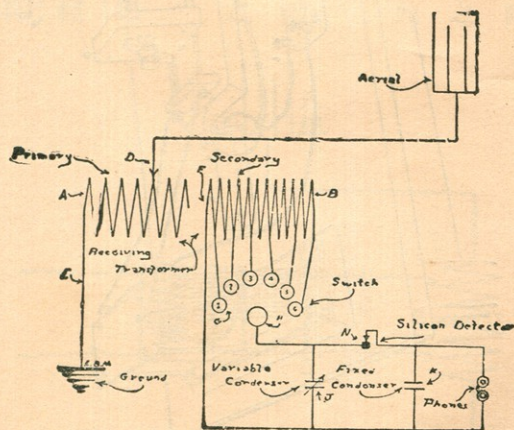 Aerial
Primary
D
Secondary
F
A
B
Receiving
Transformer
C
1
2
3
4
5
6
G
H
Switch
N
Silicon Detector
Ground
Variable
Condenser
J
Fixed
Condenser
K
Phones